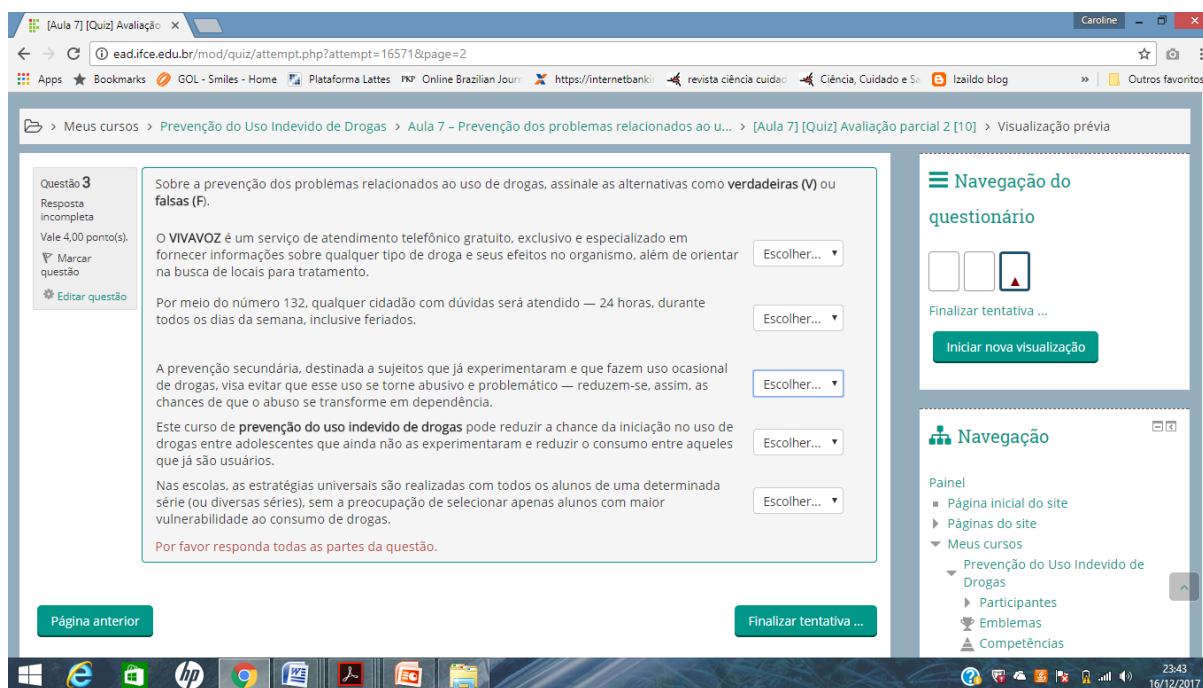 [Aula 7] [Quiz] Avaliação
Caroline
ead.ifce.edu.br/mod/quiz/attempt.php?attempt=16571&page=2
Apps
Bookmarks
GOL - Smiles - Home
Plataforma Lattes
PKP
Online Brazilian Journ
https://internetbanki
revista ciência cuidad
Ciência, Cuidado e Sa
Izaildo blog
»
Outros favoritos
> Meus cursos > Prevenção do Uso Indevido de Drogas > Aula 7 – Prevenção dos problemas relacionados ao u... > [Aula 7] [Quiz] Avaliação parcial 2 [10] > Visualização prévia
Questão 3
Resposta
incompleta
Vale 4,00 ponto(s).
Marcar
questão
Editar questão
Sobre a prevenção dos problemas relacionados ao uso de drogas, assinale as alternativas como verdadeiras (V) ou
falsas (F).
O VIVAVOZ é um serviço de atendimento telefônico gratuito, exclusivo e especializado em
fornecer informações sobre qualquer tipo de droga e seus efeitos no organismo, além de orientar
na busca de locais para tratamento.
Escolher...
Por meio do número 132, qualquer cidadão com dúvidas será atendido — 24 horas, durante
todos os dias da semana, inclusive feriados.
Escolher...
A prevenção secundária, destinada a sujeitos que já experimentaram e que fazem uso ocasional
de drogas, visa evitar que esse uso se torne abusivo e problemático — reduzem-se, assim, as
chances de que o abuso se transforme em dependência.
Escolher...
Este curso de prevenção do uso indevido de drogas pode reduzir a chance da iniciação no uso de
drogas entre adolescentes que ainda não as experimentaram e reduzir o consumo entre aqueles
que já são usuários.
Escolher...
Nas escolas, as estratégias universais são realizadas com todos os alunos de uma determinada
série (ou diversas séries), sem a preocupação de selecionar apenas alunos com maior
vulnerabilidade ao consumo de drogas.
Escolher...
Por favor responda todas as partes da questão.
Página anterior
Finalizar tentativa ...
Navegação do
questionário
Finalizar tentativa ...
Iniciar nova visualização
Navegação
Painel
Página inicial do site
Páginas do site
Meus cursos
Prevenção do Uso Indevido de
Drogas
Participantes
Emblemas
Competências
23:43
16/12/2017